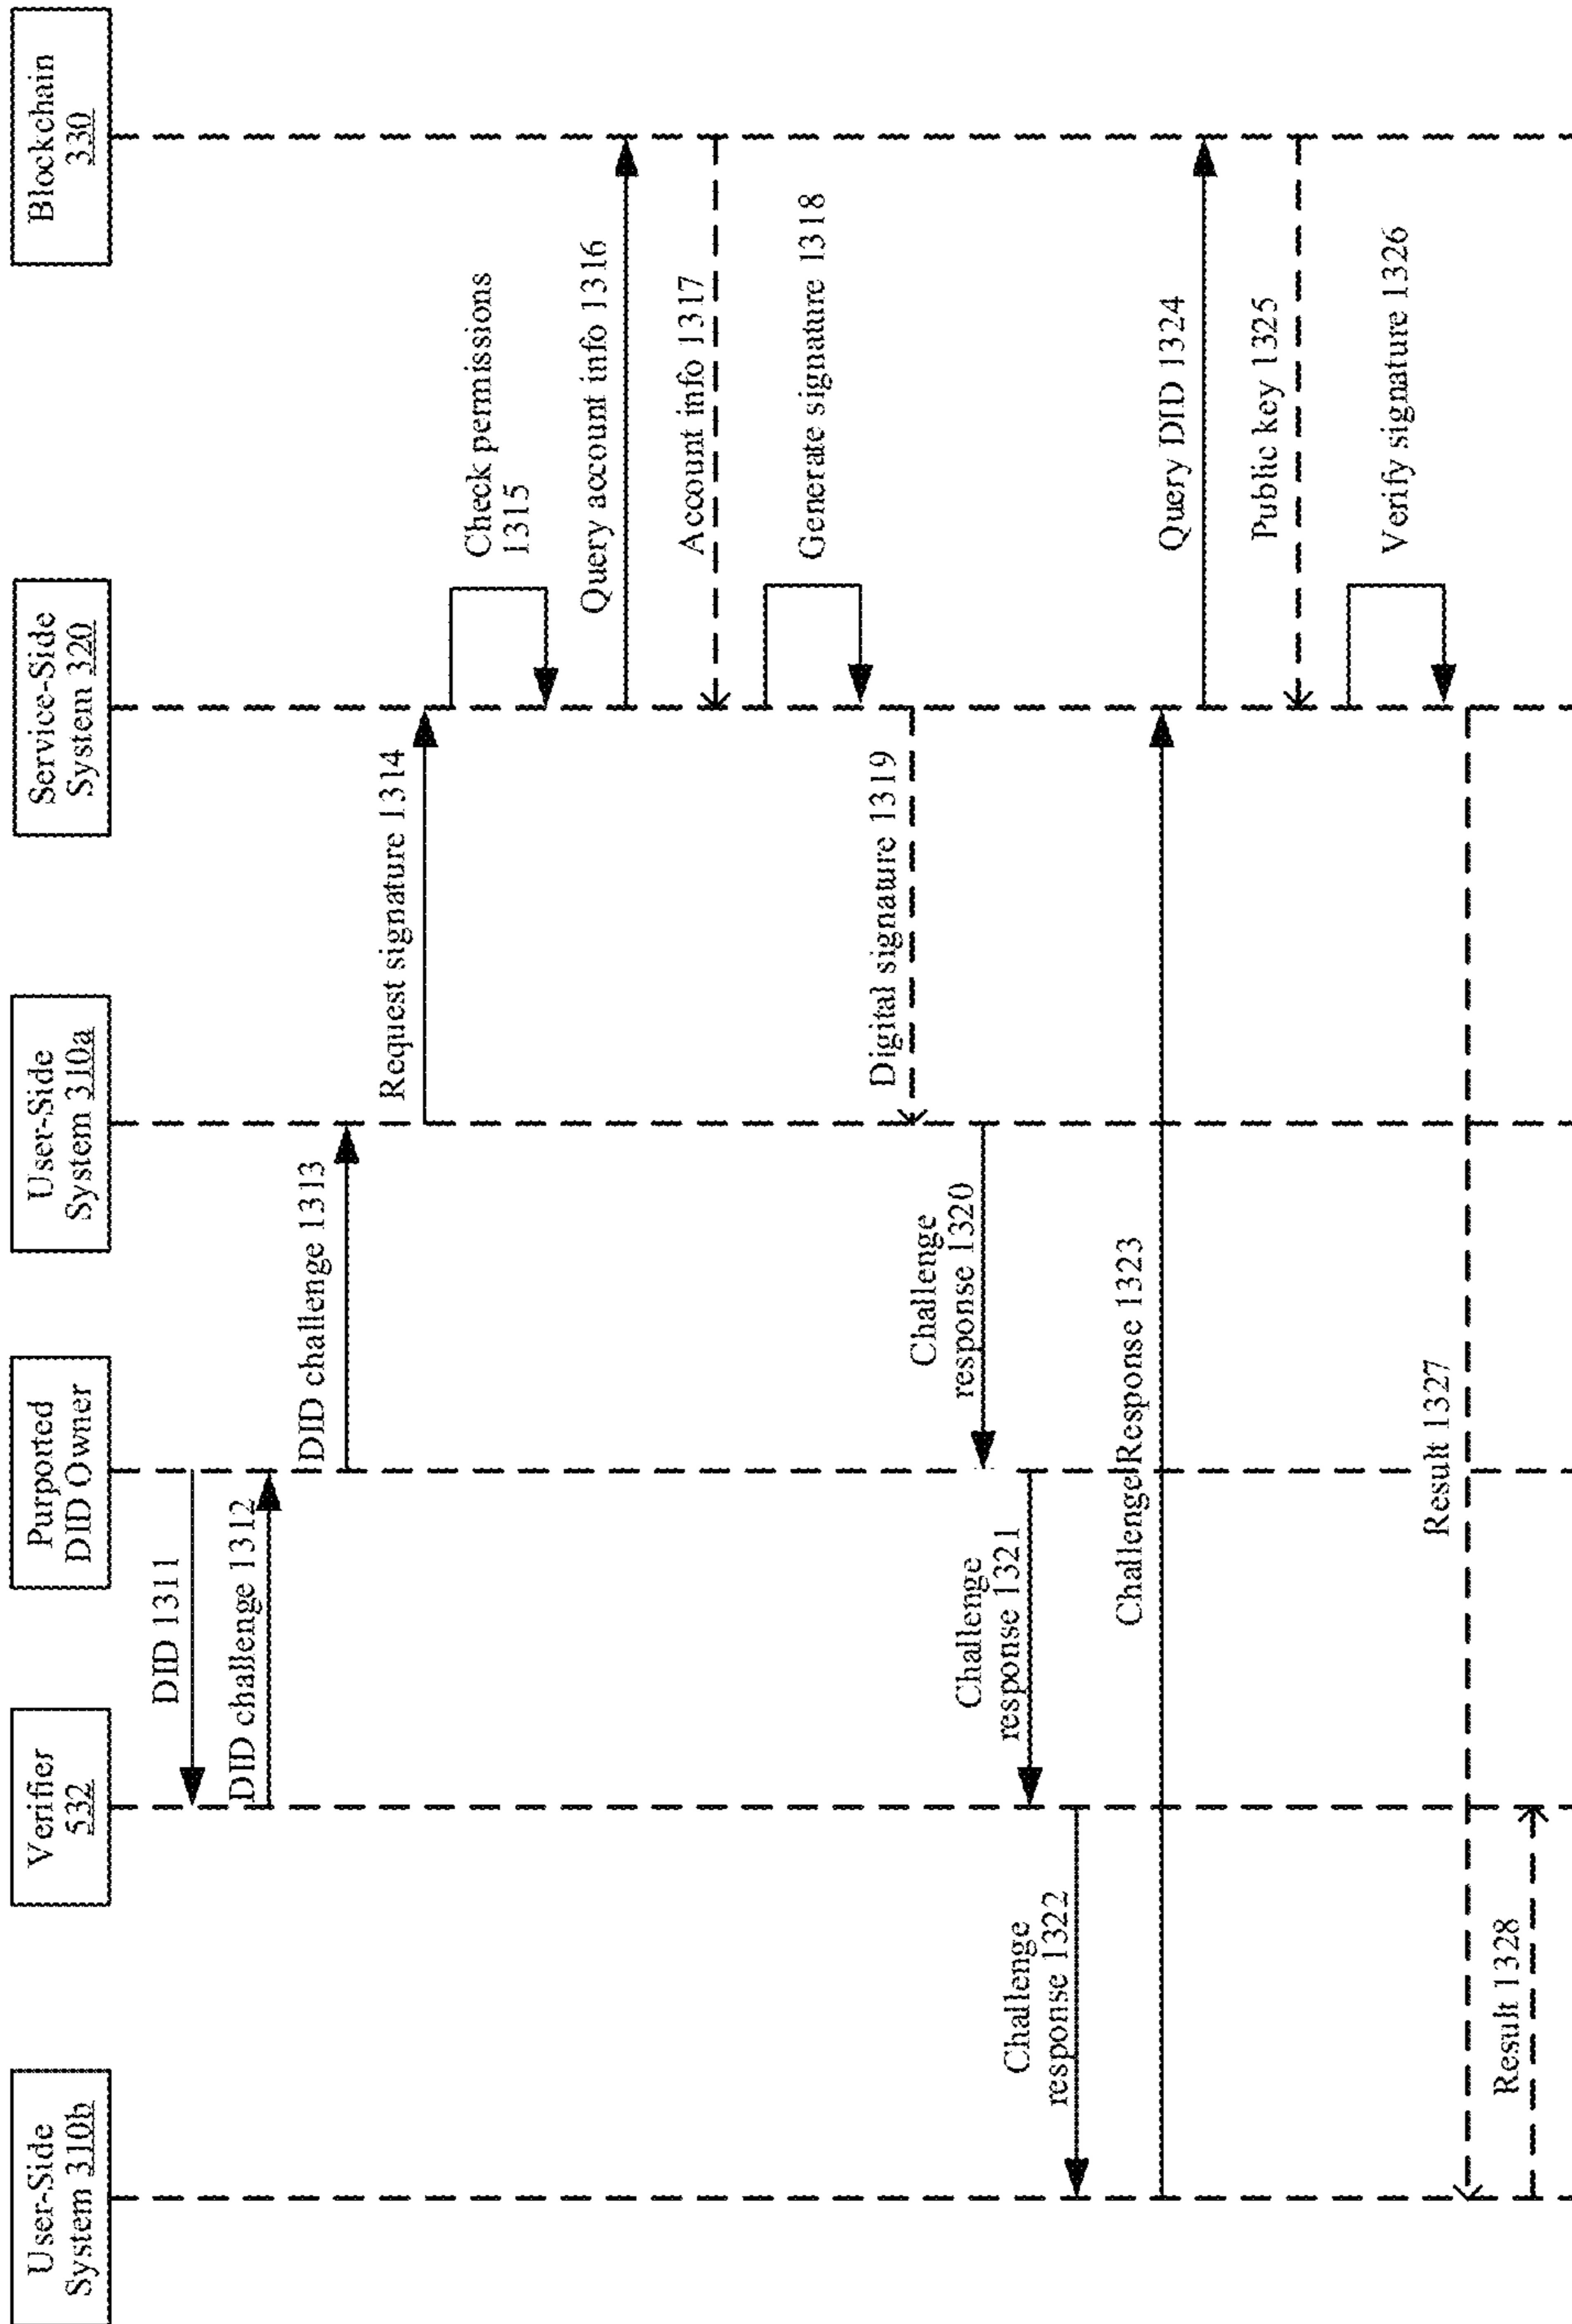 User-Side
System 310b
Verifier
532
Purported
DID Owner
User-Side
System 310a
Service-Side
System 320
Blockchain
330
DID 1311
DID challenge 1312
DID challenge 1313
Request signature 1314
Check permissions
1315
Query account info 1316
Account info 1317
Generate signature 1318
Digital signature 1319
Challenge
response 1320
Challenge
response 1321
Challenge
response 1322
Challenge Response 1323
Query DID 1324
Public key 1325
Verify signature 1326
Result 1327
Result 1328